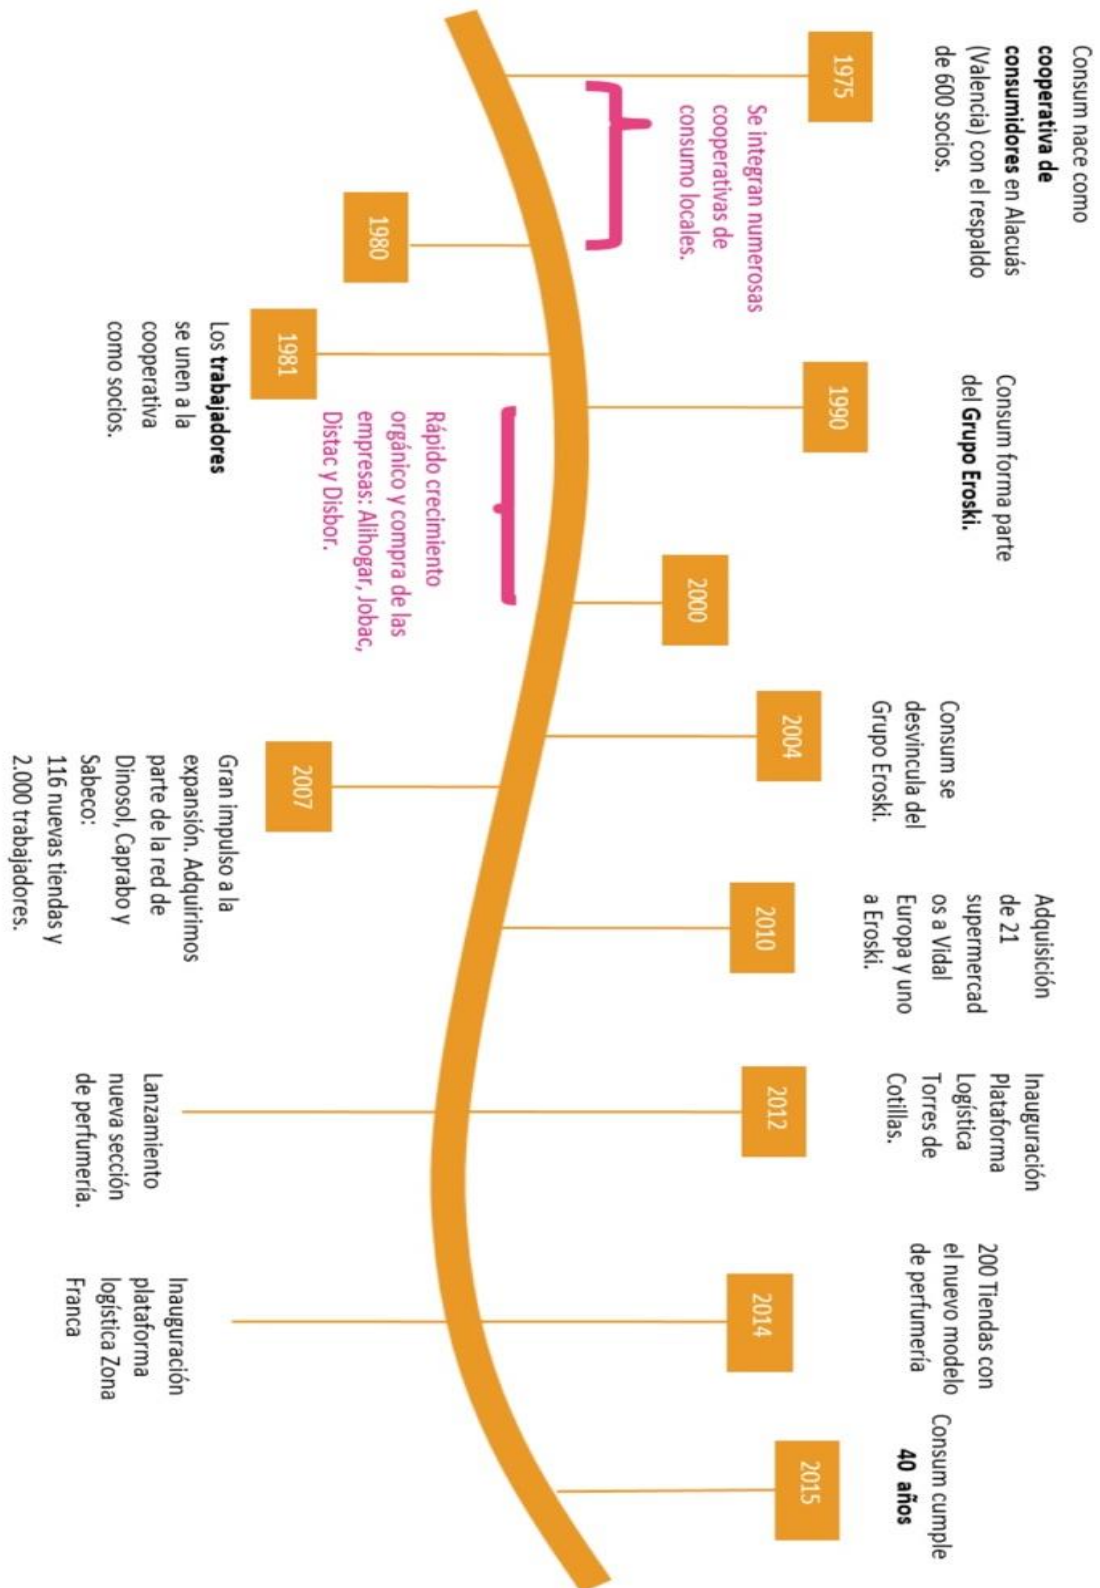 1975
Consum nace como
cooperativa de
consumidores en Alacuás
(Valencia) con el respaldo
de 600 socios.
Se integran numerosas
cooperativas de
consumo locales.
1980
1981
Los trabajadores
se unen a la
cooperativa
como socios.
1990
Consum forma parte
del Grupo Eroski.
Rápido crecimiento
orgánico y compra de las
empresas: Alihogar, Jobac,
Distac y Disbor.
2000
2004
Consum se
desvincula del
Grupo Eroski.
2007
Gran impulso a la
expansión. Adquirimos
parte de la red de
Dinosol, Caprabo y
Sabeco:
116 nuevas tiendas y
2.000 trabajadores.
2010
Adquisición
de 21
supermercad
os a Vidal
Europa y uno
a Eroski.
2012
Inauguración
Plataforma
Logística
Torres de
Cotillas.
Lanzamiento
nueva sección
de perfumería.
2014
200 Tiendas con
el nuevo modelo
de perfumería
Inauguración
plataforma
logística Zona
Franca
2015
Consum cumple
40 años